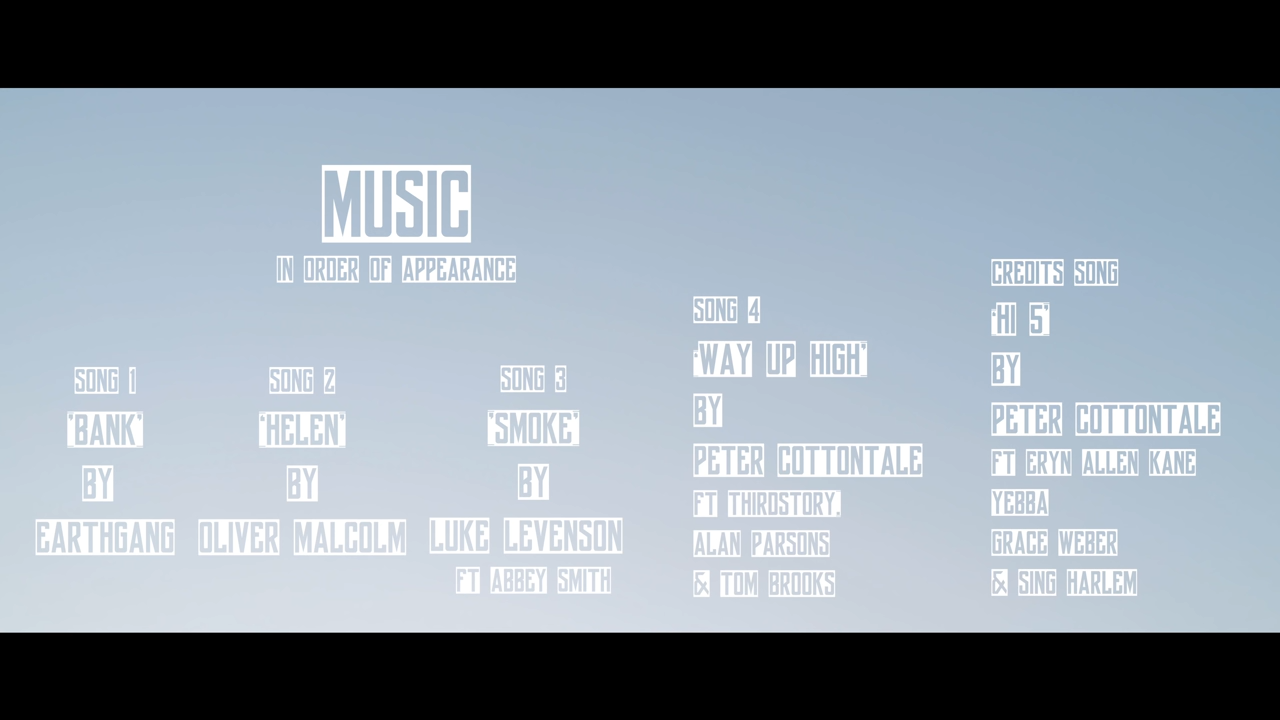 MUSIC
IN ORDER OF APPEARANCE
SONG 1
'BANK'
BY
EARTHGANG
SONG 2
'HELEN'
BY
OLIVER MALCOLM
SONG 3
'SMOKE'
BY
LUKE LEVENSON
FT ABBEY SMITH
SONG 4
'WAY UP HIGH'
BY
PETER COTTONTALE
FT THIRDSTORY,
ALAN PARSONS
& TOM BROOKS
CREDITS SONG
'HI 5'
BY
PETER COTTONTALE
FT ERYN ALLEN KANE
YEBBA
GRACE WEBER
& SING HARLEM